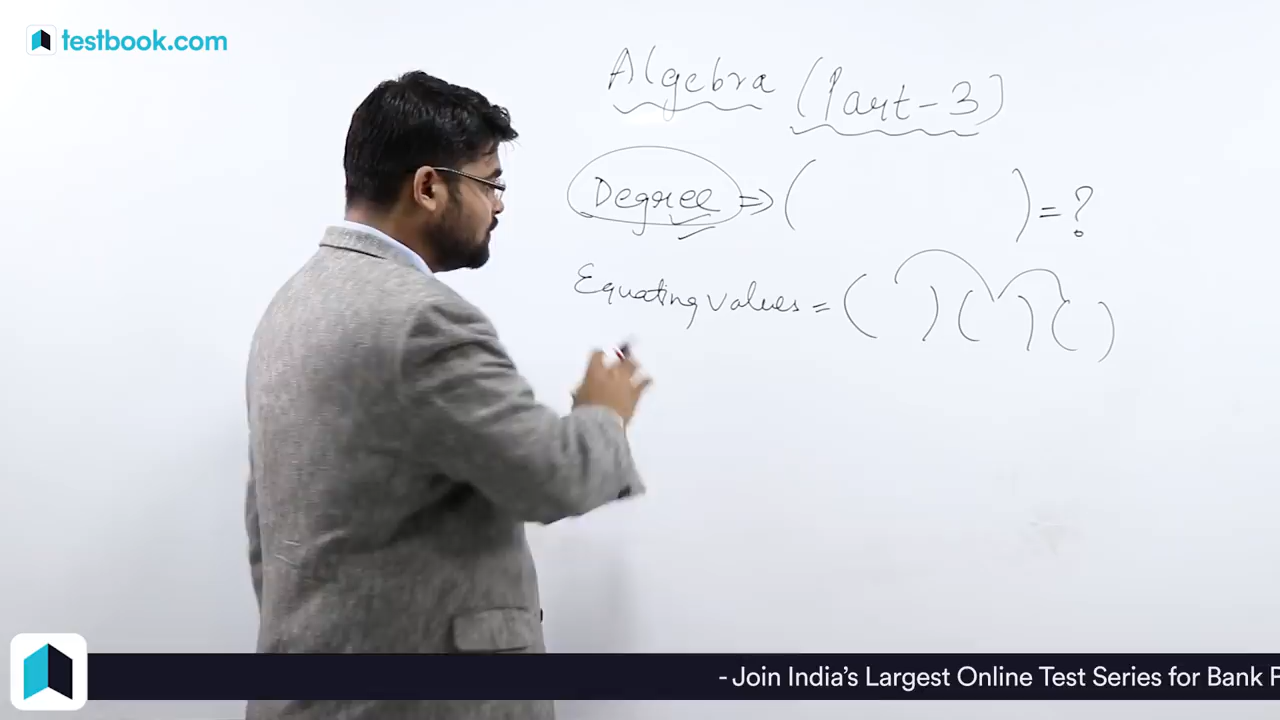 testbook.com
Algebra (Part-3)
Degree => ( ) = ?
Equating values = ( ) ( ) ( )
- Join India's Largest Online Test Series for Bank P